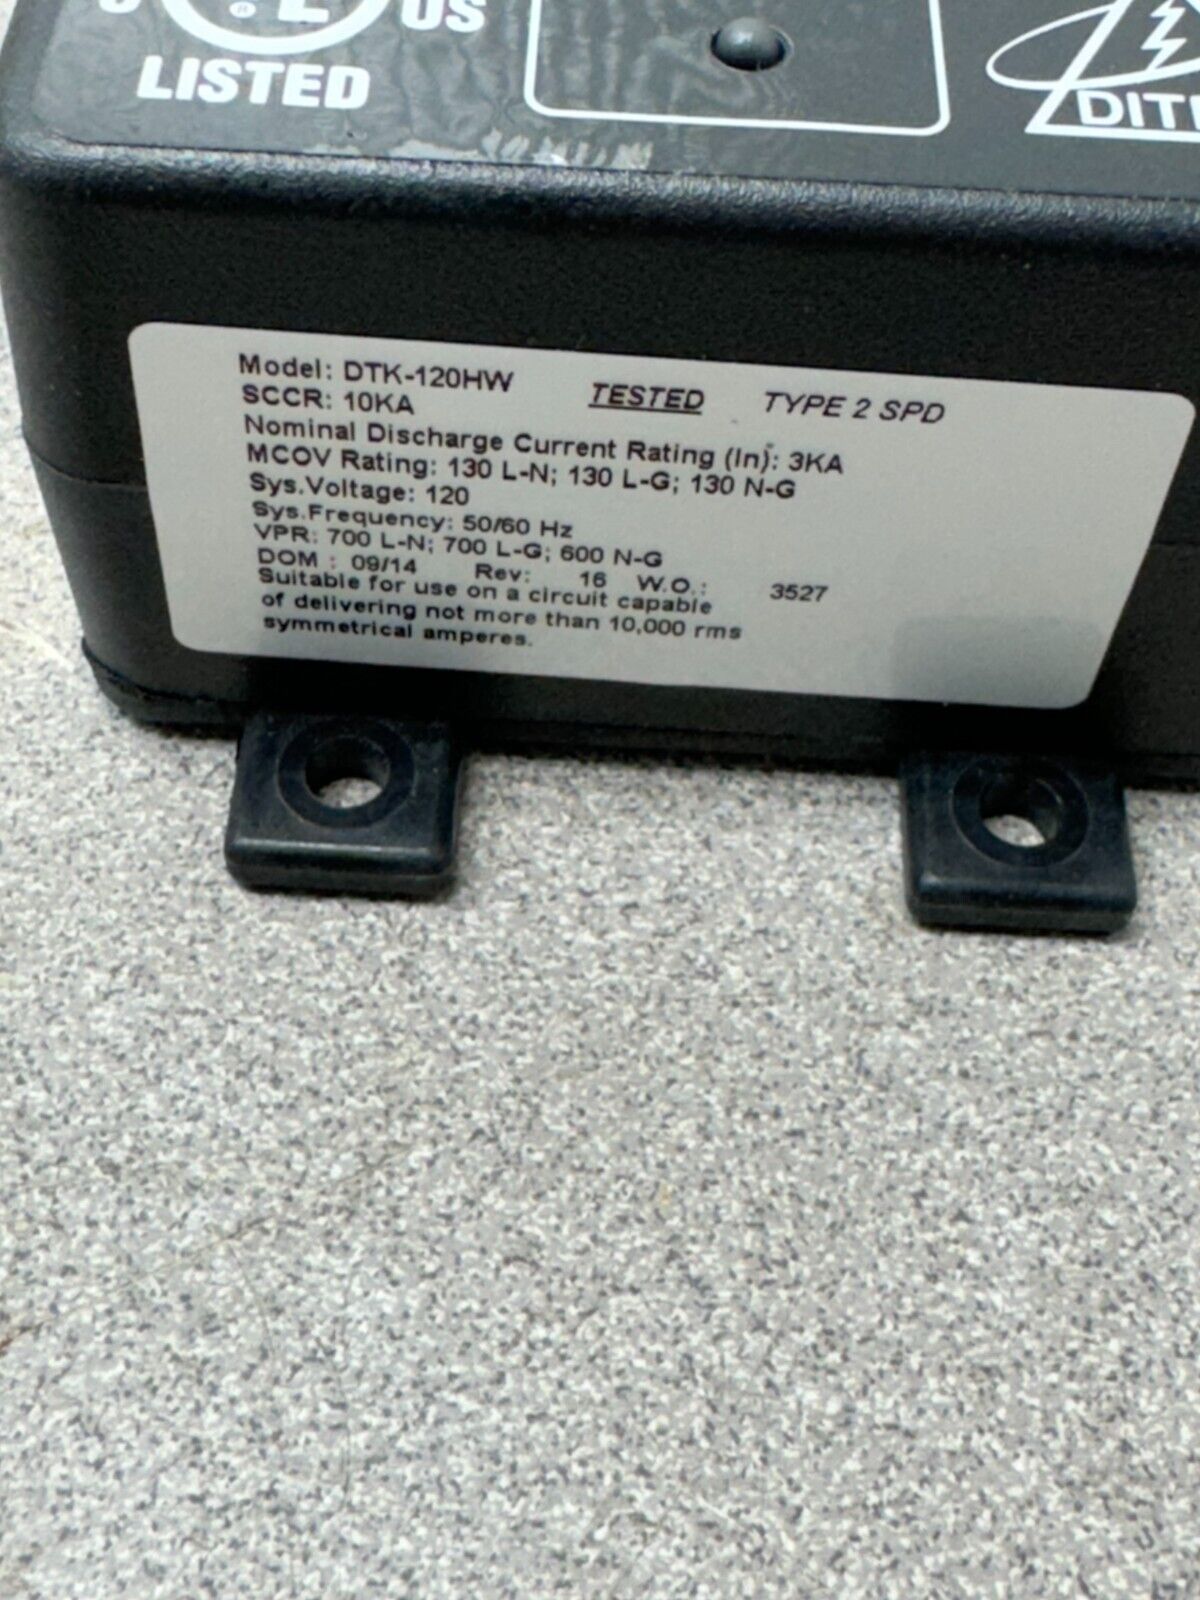 US
LISTED
Model: DTK-120HW TESTED TYPE 2 SPD
SCCR: 10KA
Nominal Discharge Current Rating (In): 3KA
MCOV Rating: 130 L-N; 130 L-G; 130 N-G
Sys.Voltage: 120
Sys.Frequency: 50/60 Hz
VPR: 700 L-N; 700 L-G; 600 N-G
DOM : 09/14 Rev: 16 W.O.: 3527
Suitable for use on a circuit capable
of delivering not more than 10,000 rms
symmetrical amperes.